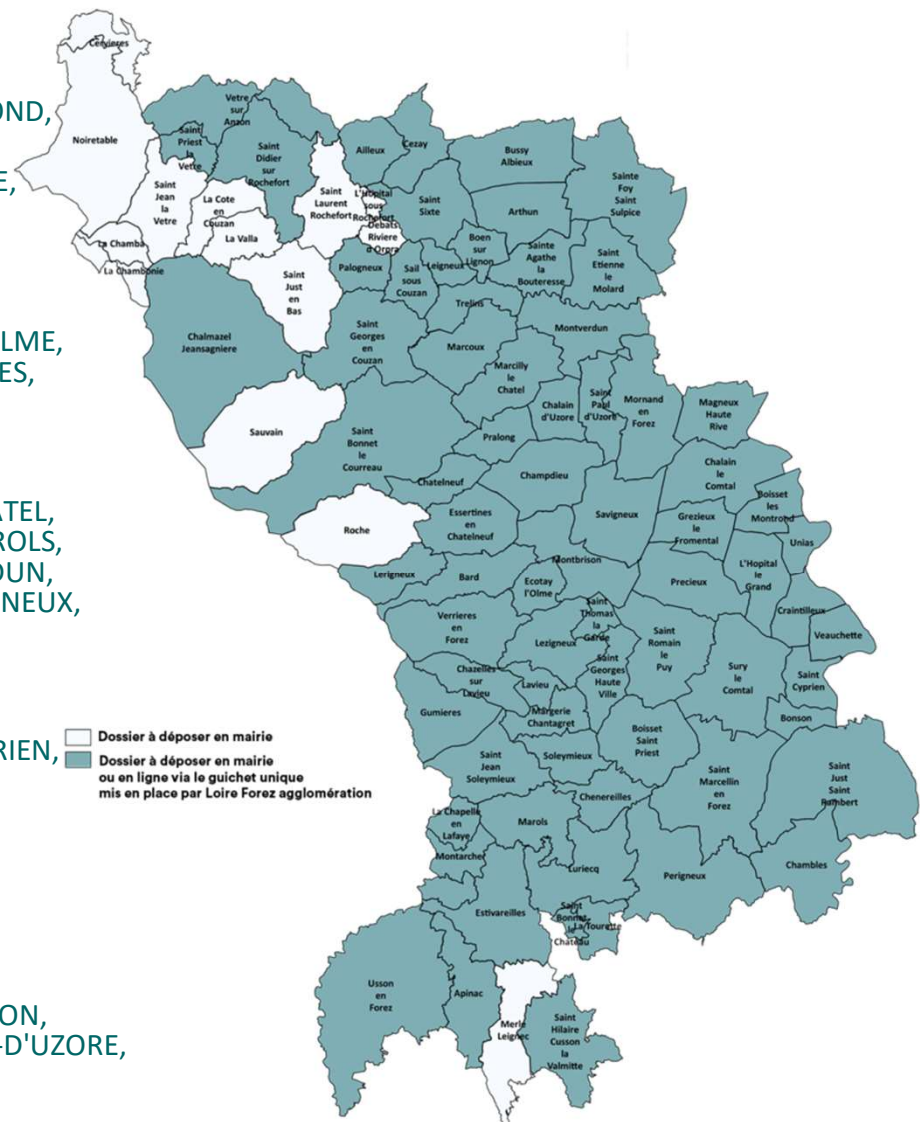 OND,
E,
LME,
ES,
ATEL,
ROLS,
OUN,
NEUX,
RIEN,
ON,
-D'UZORE,
Cervieres
Noiretable
Vetre
sur
Anzon
Saint
Priest
la
Vetre
Saint
Didier
sur
Rochefort
Ailleux
Cezay
Bussy
Albieux
Sainte
Foy
Saint
Sulpice
Saint
Jean
la
Vetre
La Cote
en
Couzan
La Valla
Saint
Laurent
Rochefort
L'Hopital
sous
Rochefort
Debats
Riviere
d'Orpra
Saint
Sixte
Arthun
Boen
sur
Lignon
Sainte
Agathe
la
Bouteresse
Saint
Etienne
le
Molard
La Chamba
La Chambonie
Saint
Just
en
Bas
Palogneux
Sail
sous
Couzan
Leigneux
Trelins
Montverdun
Chalmazel
Jeansagniere
Saint
Georges
en
Couzan
Marcoux
Marcilly
le
Chatel
Chalain
d'Uzore
Saint
Paul
d'Uzore
Mornand
en
Forez
Magneux
Haute
Rive
Sauvain
Saint
Bonnet
le
Courreau
Pralong
Chatelneuf
Champdieu
Chalain
le
Comtal
Boisset
les
Montrond
Roche
Essertines
en
Chatelneuf
Savigneux
Grezieux
le
Fromental
Unias
L'Hopital
le
Grand
Lerigneux
Bard
Ecotay
l'Olme
Montbrison
Precieux
Craintilleux
Veauchette
Verrieres
en
Forez
Lezigneux
Saint
Thomas
la
Garde
Saint
Georges
Haute
Ville
Saint
Romain
le
Puy
Sury
le
Comtal
Saint
Cyprien
Bonson
Chazelles
sur
Lavieu
Lavieu
Gumieres
Margerie
Chantagret
Boisset
Saint
Priest
Saint
Jean
Soleymieux
Soleymieux
Chenereilles
Saint
Marcellin
en
Forez
Saint
Just
Saint
Rambert
La Chapelle
en
Lafaye
Montarcher
Marols
Luriecq
Perigneux
Chambles
Estivareilles
Saint
Bonnet
le
Chateau
La Tourette
Usson
en
Forez
Apinac
Merle
Leignec
Saint
Hilaire
Cusson
la
Valmitte
Dossier à déposer en mairie
Dossier à déposer en mairie
ou en ligne via le guichet unique
mis en place par Loire Forez agglomération